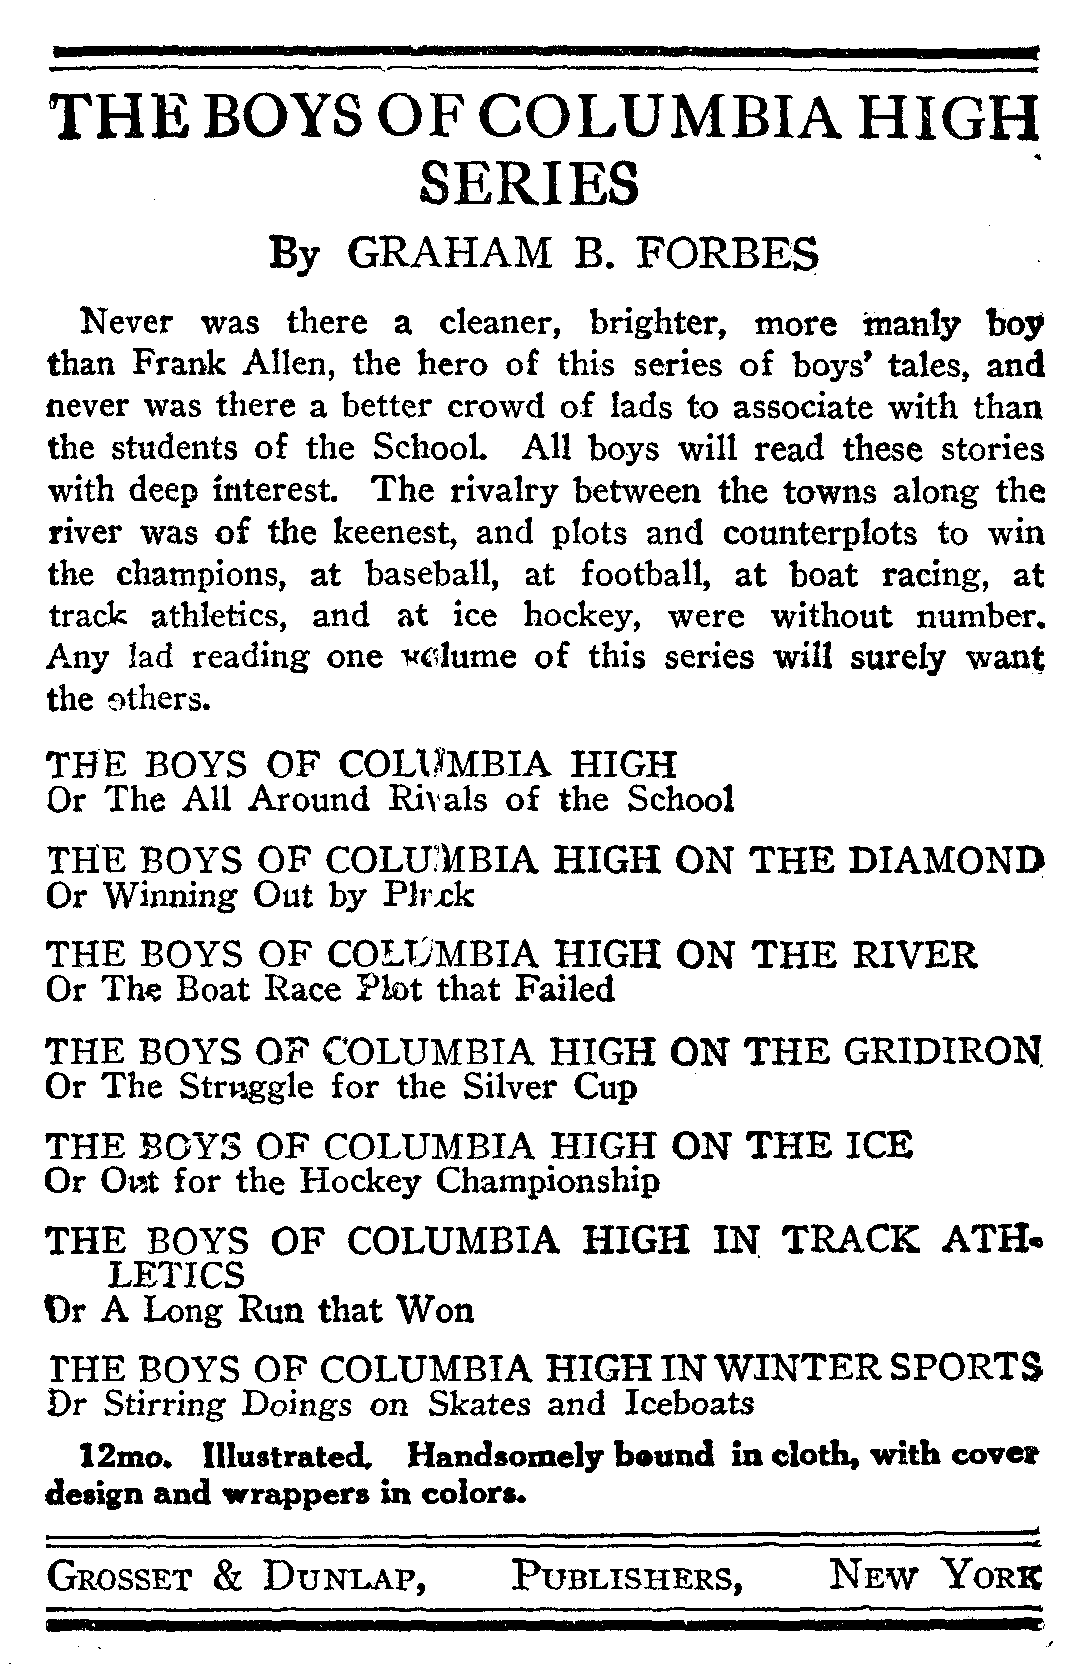 THE BOYS OF COLUMBIA HIGH
SERIES
By GRAHAM B. FORBES
Never was there a cleaner, brighter, more manly boy
than Frank Allen, the hero of this series of boys' tales, and
never was there a better crowd of lads to associate with than
the students of the School. All boys will read these stories
with deep interest. The rivalry between the towns along the
river was of the keenest, and plots and counterplots to win
the champions, at baseball, at football, at boat racing, at
track athletics, and at ice hockey, were without number.
Any lad reading one volume of this series will surely want
the others.
THE BOYS OF COLUMBIA HIGH
Or The All Around Rivals of the School
THE BOYS OF COLUMBIA HIGH ON THE DIAMOND
Or Winning Out by Pluck
THE BOYS OF COLUMBIA HIGH ON THE RIVER
Or The Boat Race Plot that Failed
THE BOYS OF COLUMBIA HIGH ON THE GRIDIRON
Or The Struggle for the Silver Cup
THE BOYS OF COLUMBIA HIGH ON THE ICE
Or Out for the Hockey Championship
THE BOYS OF COLUMBIA HIGH IN TRACK ATH-
LETICS
Or A Long Run that Won
THE BOYS OF COLUMBIA HIGH IN WINTER SPORTS
Or Stirring Doings on Skates and Iceboats
12mo. Illustrated. Handsomely bound in cloth, with cover
design and wrappers in colors.
GROSSET & DUNLAP, PUBLISHERS, NEW YORK